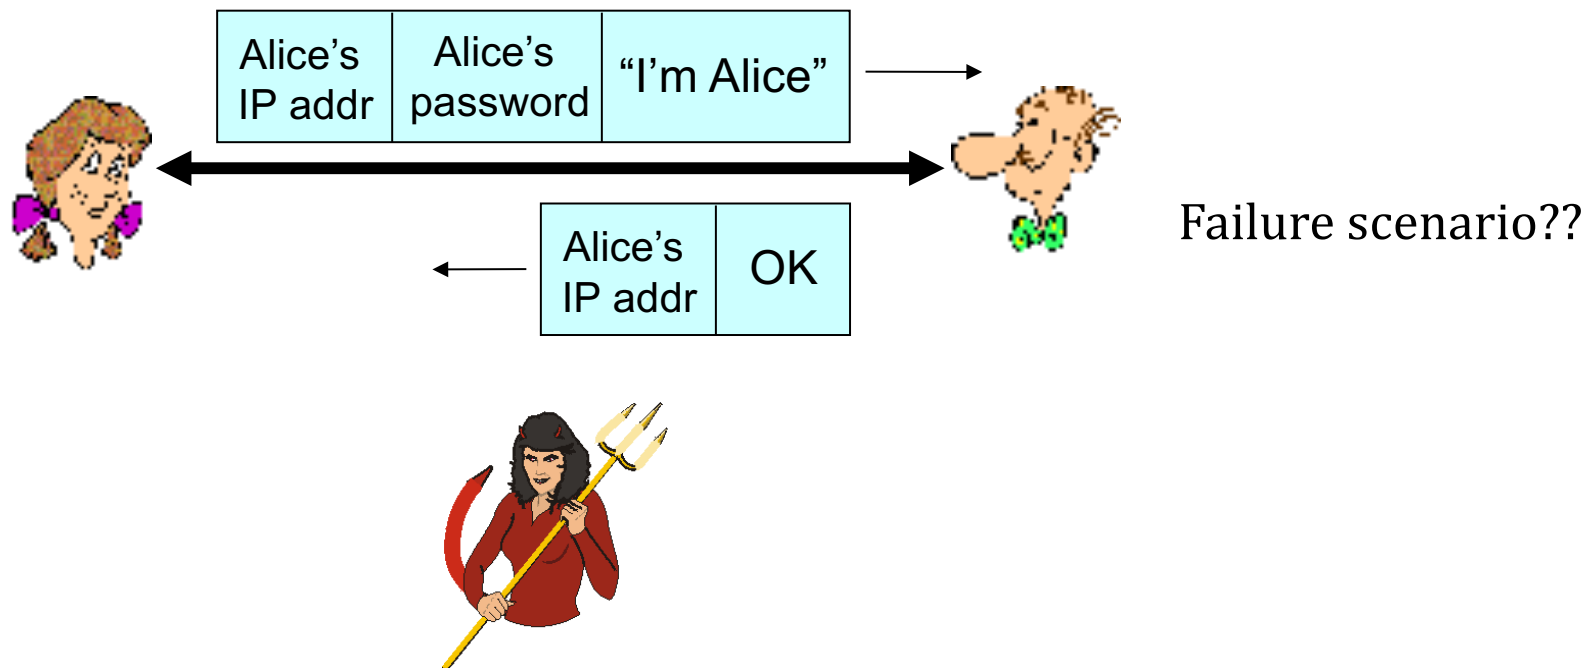 Alice’s
IP addr
Alice’s
password
“I’m Alice”
Alice’s
IP addr
OK
Failure scenario??